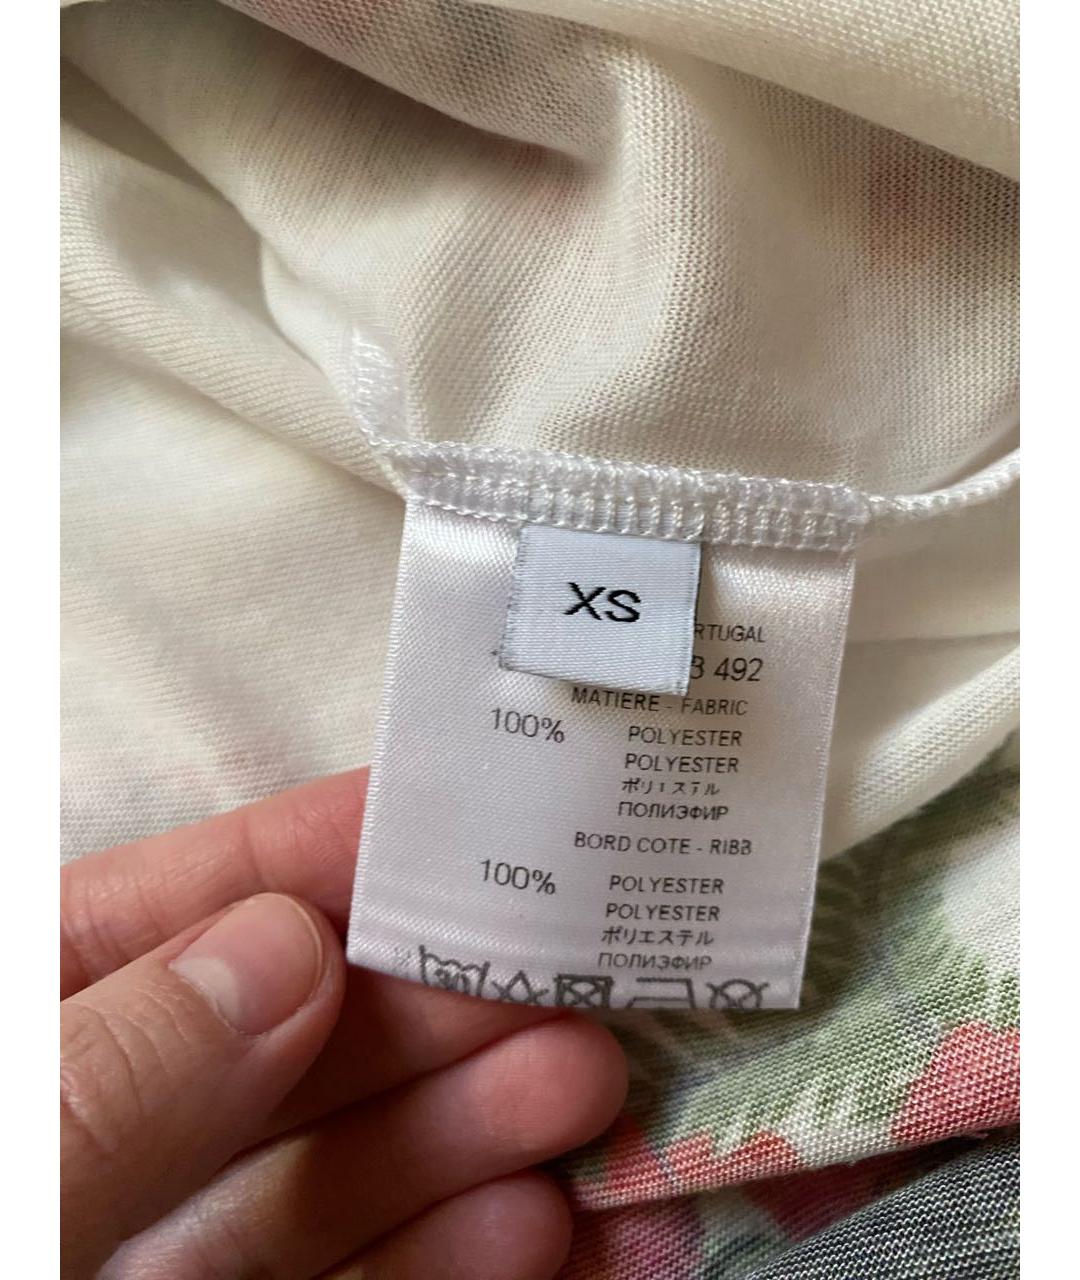 XS
RTUGAL
B 492
MATIERE - FABRIC
100% POLYESTER
POLYESTER
ポリエステル
ПОЛИЭФИР
BORD COTE - RIBB
100% POLYESTER
POLYESTER
ポリエステル
ПОЛИЭФИР
30